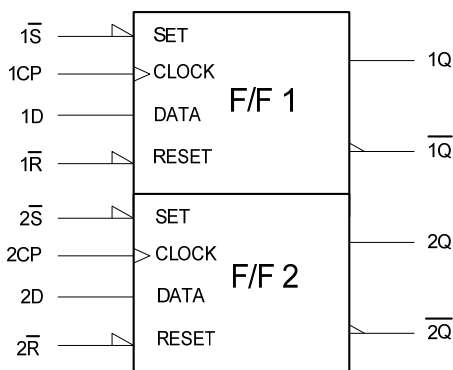 1S̅ SET
1CP CLOCK 1Q
1D DATA F/F 1
1R̅ RESET 1̅Q̅
2S̅ SET
2CP CLOCK 2Q
2D DATA F/F 2
2R̅ RESET 2̅Q̅